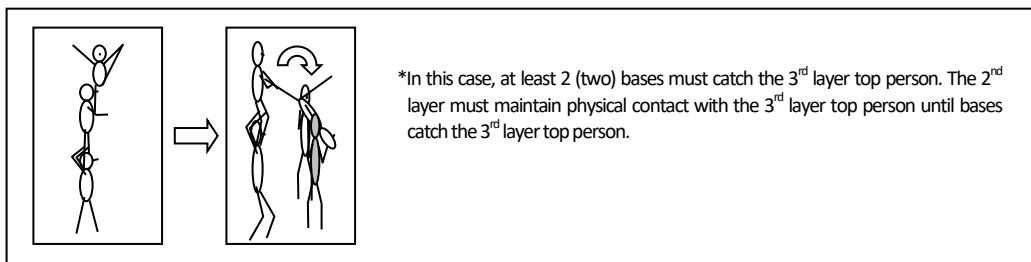 *In this case, at least 2 (two) bases must catch the 3rd layer top person. The 2nd
layer must maintain physical contact with the 3rd layer top person until bases
catch the 3rd layer top person.